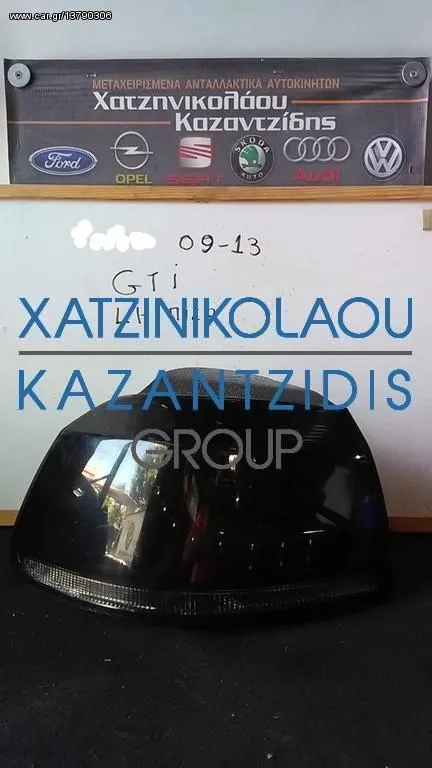 www.car.gr/13790306
ΜΕΤΑΧΕΙΡΙΣΜΕΝΑ ΑΝΤΑΛΛΑΚΤΙΚΑ ΑΥΤΟΚΙΝΗΤΩΝ
Χατζηνικολάου
Καζαντζίδης
Ford
OPEL
SEAT
SKODA
AUTO
Audi
09-13
GTi
LH
XATZINIKOLAOU
KAZANTZIDIS
GROUP